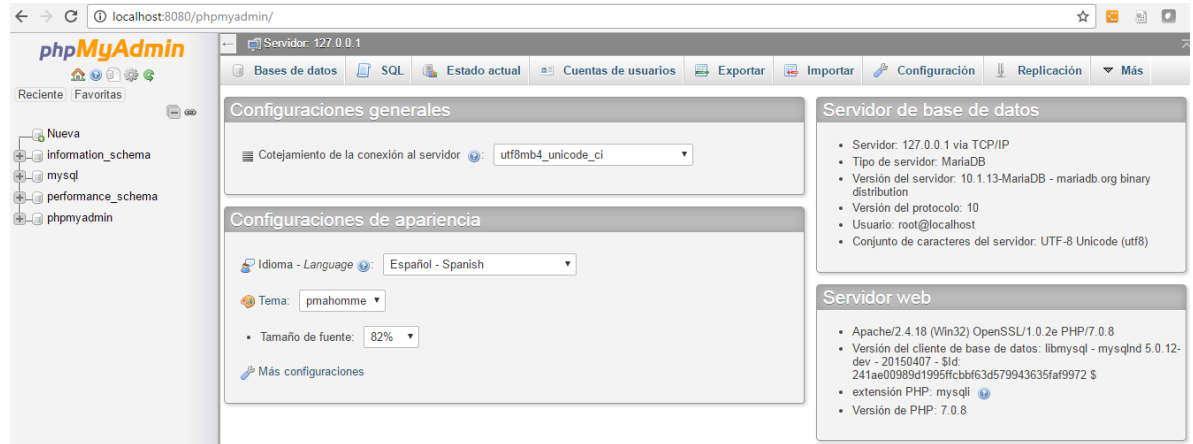 localhost:8080/phpmyadmin/
phpMyAdmin
Reciente Favoritas
Nueva
information_schema
mysql
performance_schema
phpmyadmin
Servidor: 127.0.0.1
Bases de datos SQL Estado actual Cuentas de usuarios Exportar Importar Configuración Replicación Más
Configuraciones generales
Cotejamiento de la conexión al servidor : utf8mb4_unicode_ci
Configuraciones de apariencia
Idioma - Language : Español - Spanish
Tema: pmahomme
• Tamaño de fuente: 82%
Más configuraciones
Servidor de base de datos
• Servidor: 127.0.0.1 via TCP/IP
• Tipo de servidor: MariaDB
• Versión del servidor: 10.1.13-MariaDB - mariadb.org binary
distribution
• Versión del protocolo: 10
• Usuario: root@localhost
• Conjunto de caracteres del servidor: UTF-8 Unicode (utf8)
Servidor web
• Apache/2.4.18 (Win32) OpenSSL/1.0.2e PHP/7.0.8
• Versión del cliente de base de datos: libmysql - mysqlnd 5.0.12-
dev - 20150407 - $Id:
241ae00989d1995ffcbbf63d579943635faf9972 $
• extensión PHP: mysqli
• Versión de PHP: 7.0.8